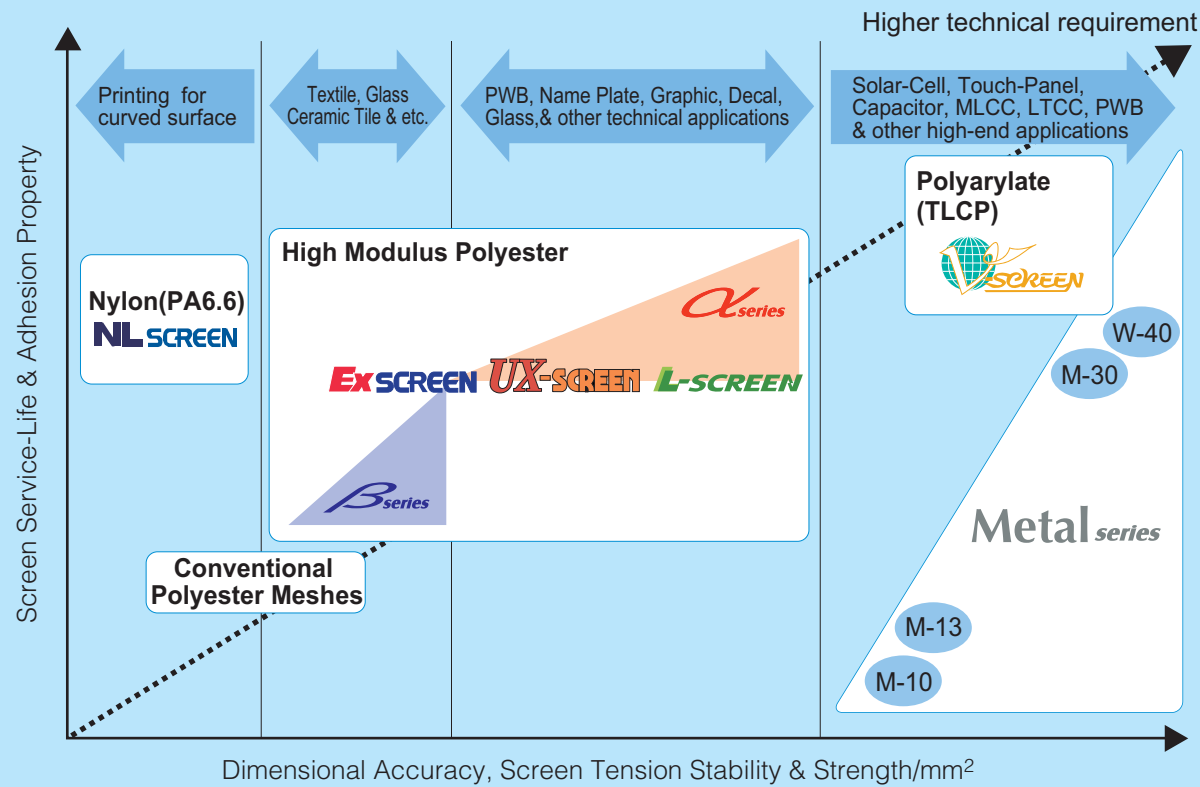 Higher technical requirement
Printing for
curved surface
Textile, Glass
Ceramic Tile & etc.
PWB, Name Plate, Graphic, Decal,
Glass,& other technical applications
Solar-Cell, Touch-Panel,
Capacitor, MLCC, LTCC, PWB
& other high-end applications
Polyarylate
(TLCP)
V-SCREEN
High Modulus Polyester
α series
Nylon(PA6.6)
NL SCREEN
Ex SCREEN
UX-SCREEN
L-SCREEN
β series
W-40
M-30
Metal series
Conventional
Polyester Meshes
M-13
M-10
Screen Service-Life & Adhesion Property
Dimensional Accuracy, Screen Tension Stability & Strength/mm²